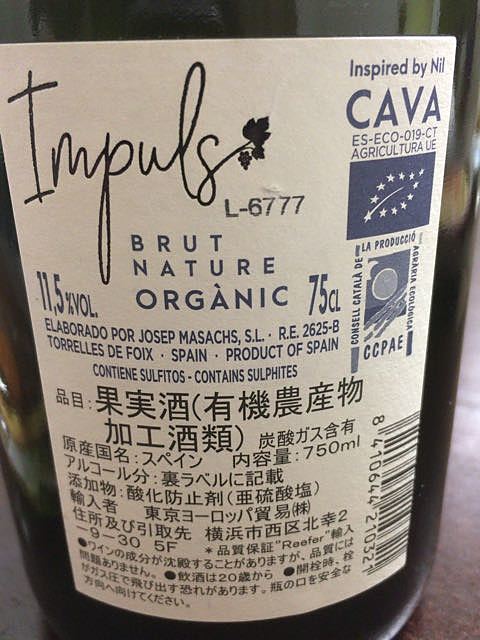 Inspired by Nil
Impuls
CAVA
ES-ECO-019-CT
AGRICULTURA UE
L-6777
BRUT
NATURE
ORGÀNIC
11,5%VOL.
75CL
CONSELL CATALÀ DE LA PRODUCCIÓ AGRÀRIA ECOLÒGICA
CCPAE
ELABORADO POR JOSEP MASACHS, S.L. · R.E. 2625-B
TORRELLES DE FOIX · SPAIN · PRODUCT OF SPAIN
CONTIENE SULFITOS - CONTAINS SULPHITES
品目:果実酒(有機農産物
加工酒類) 炭酸ガス含有
原産国名:スペイン 内容量:750ml
アルコール分:裏ラベルに記載
添加物:酸化防止剤(亜硫酸塩)
輸入者 東京ヨーロッパ貿易㈱
住所及び引取先 横浜市西区北幸2
-9-30 5F *品質保証"Reefer"輸入
●ワインの成分が沈殿することがありますが、品質には
問題ありません。●飲酒は20歳から ●開栓時、栓
がガス圧で飛び出す恐れがあります。瓶の口を安全な
方向へ向けてください。
8 410644 210321